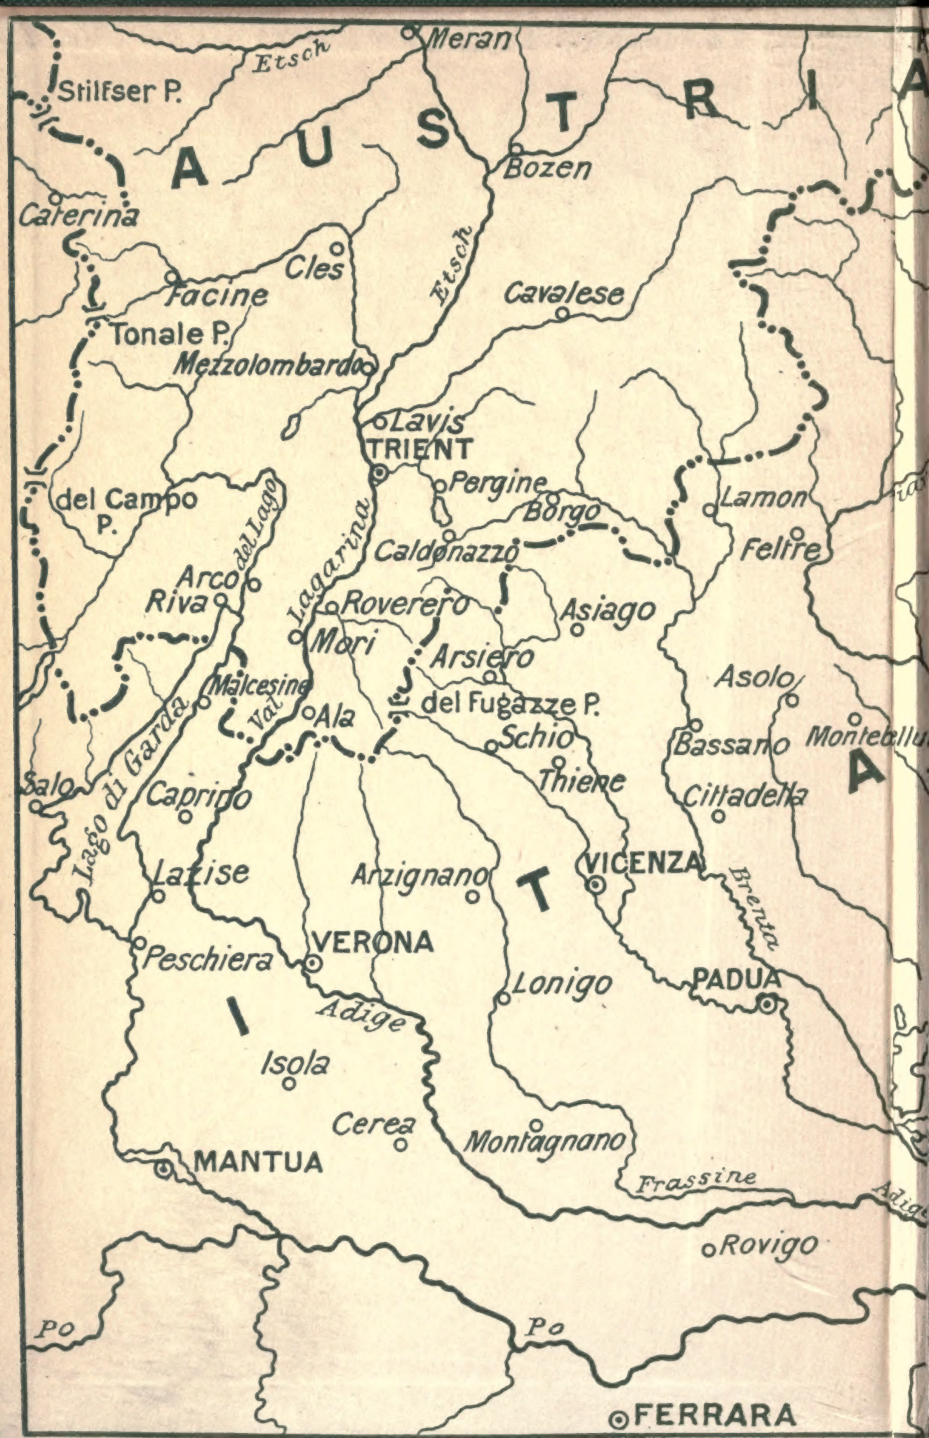 Meran
Etsch
Stilfser P.
AUSTRIA
Bozen
Caterina
Etsch
Cles
Facine
Cavalese
Tonale P.
Mezzolombardo
Lavis
TRIENT
Pergine
Lamon
del Campo
P.
Borgo
del Lago
Caldonazzo
Feltre
Lagarina
Arco
Riva
Roverero
Asiago
Mori
Arsiero
Asolo
Malcesine
del Fugazze P.
Val
Ala
Schio
Bassano
Montebellu
Thiene
A
Salo
Lago di Garda
Caprino
Cittadella
VICENZA
Lazise
Arzignano
T
Brenta
VERONA
Peschiera
Lonigo
PADUA
I
Adige
Isola
Cerea
Montagnano
MANTUA
Frassine
Adige
Rovigo
Po
Po
FERRARA